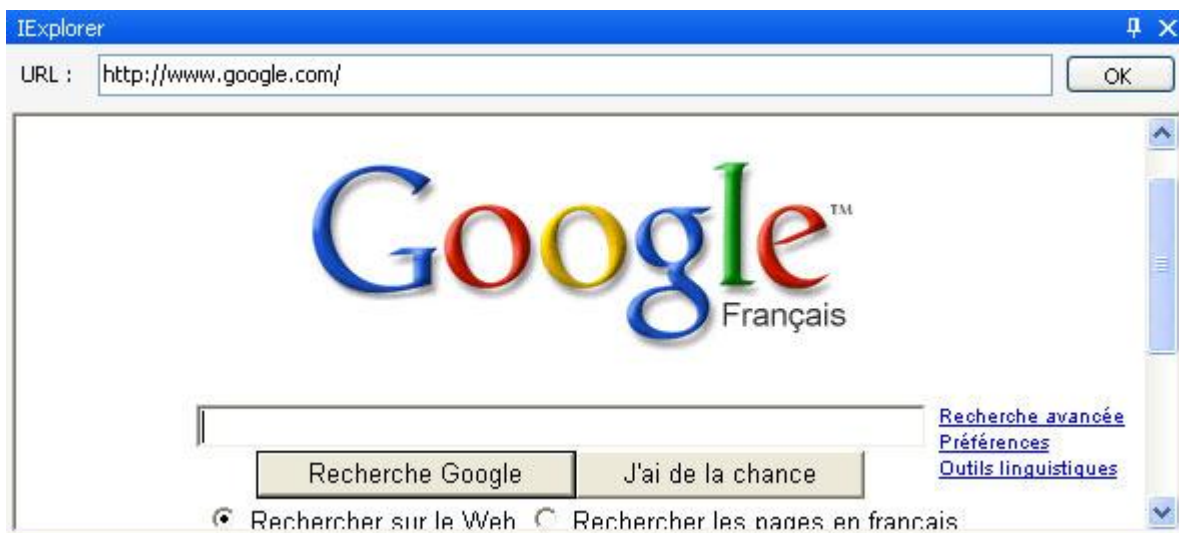 IExplorer
URL : http://www.google.com/ OK
Google™
Français
Recherche avancée
Préférences
Outils linguistiques
Recherche Google J'ai de la chance
Rechercher sur le Web Rechercher les pages en français